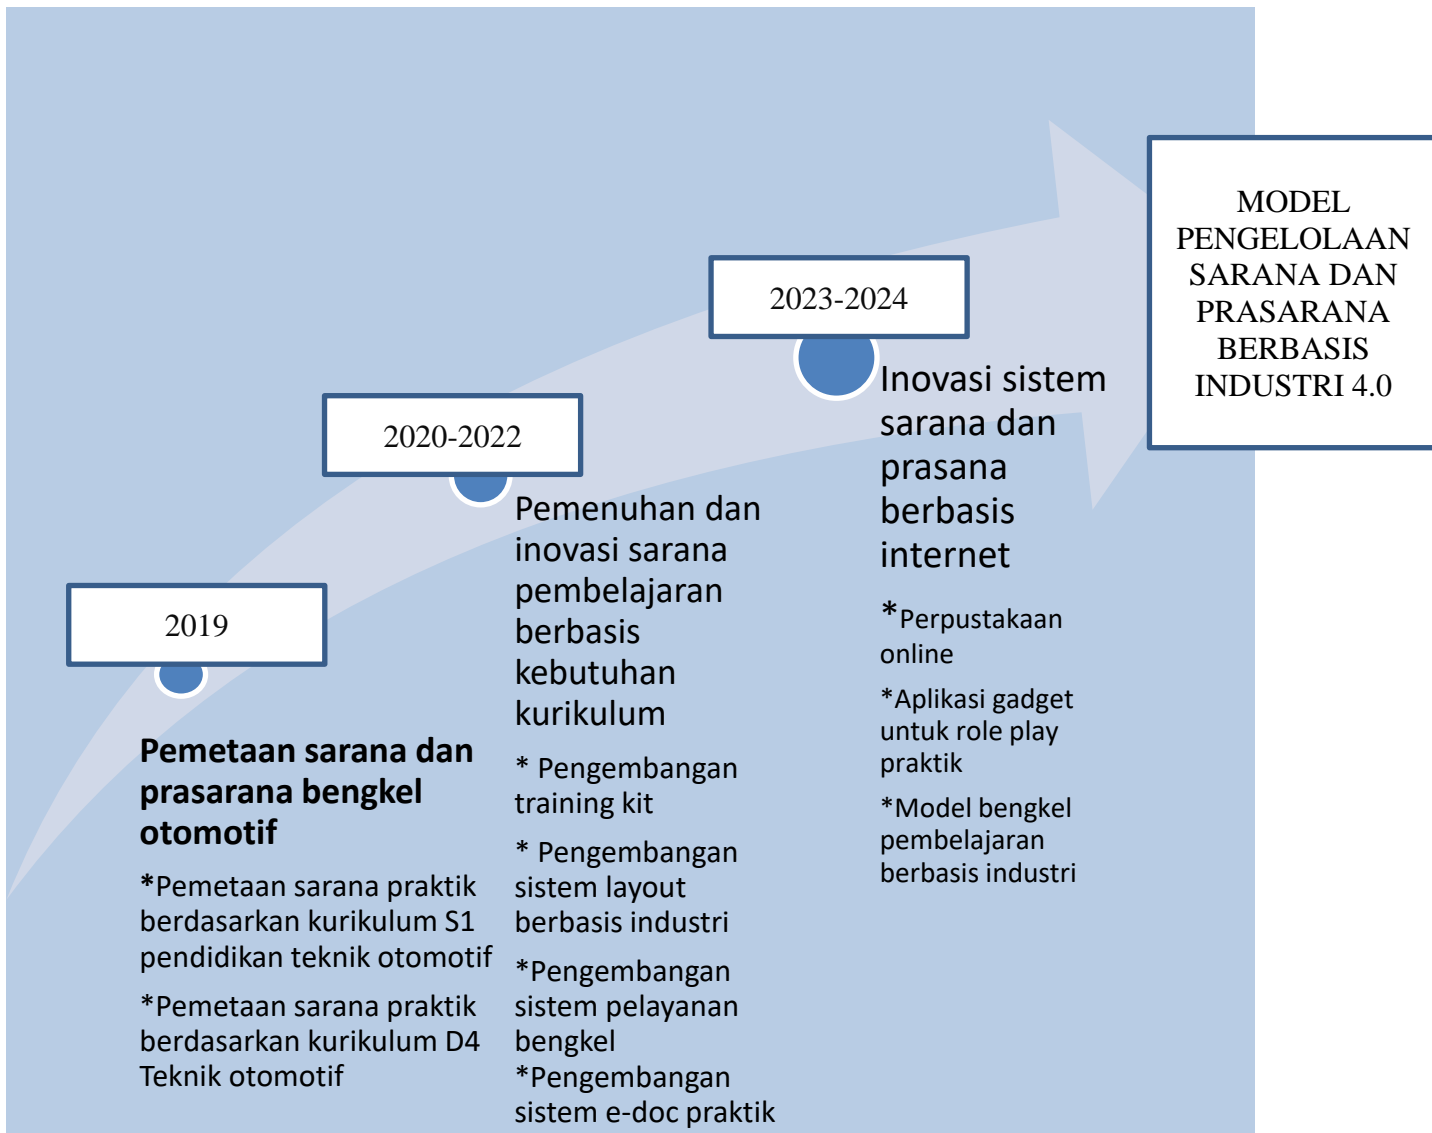 2019
Pemetaan sarana dan
prasarana bengkel
otomotif
*Pemetaan sarana praktik
berdasarkan kurikulum S1
pendidikan teknik otomotif
*Pemetaan sarana praktik
berdasarkan kurikulum D4
Teknik otomotif
2020-2022
Pemenuhan dan
inovasi sarana
pembelajaran
berbasis
kebutuhan
kurikulum
* Pengembangan
training kit
* Pengembangan
sistem layout
berbasis industri
*Pengembangan
sistem pelayanan
bengkel
*Pengembangan
sistem e-doc praktik
2023-2024
Inovasi sistem
sarana dan
prasana
berbasis
internet
*Perpustakaan
online
*Aplikasi gadget
untuk role play
praktik
*Model bengkel
pembelajaran
berbasis industri
MODEL
PENGELOLAAN
SARANA DAN
PRASARANA
BERBASIS
INDUSTRI 4.0